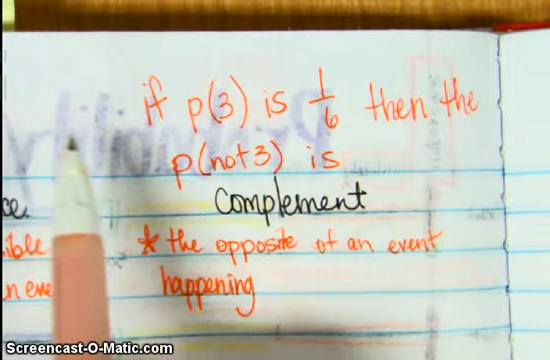 if p(3) is 1/6 then the
p(not 3) is
Complement
* the opposite of an event
happening
Screencast-O-Matic.com